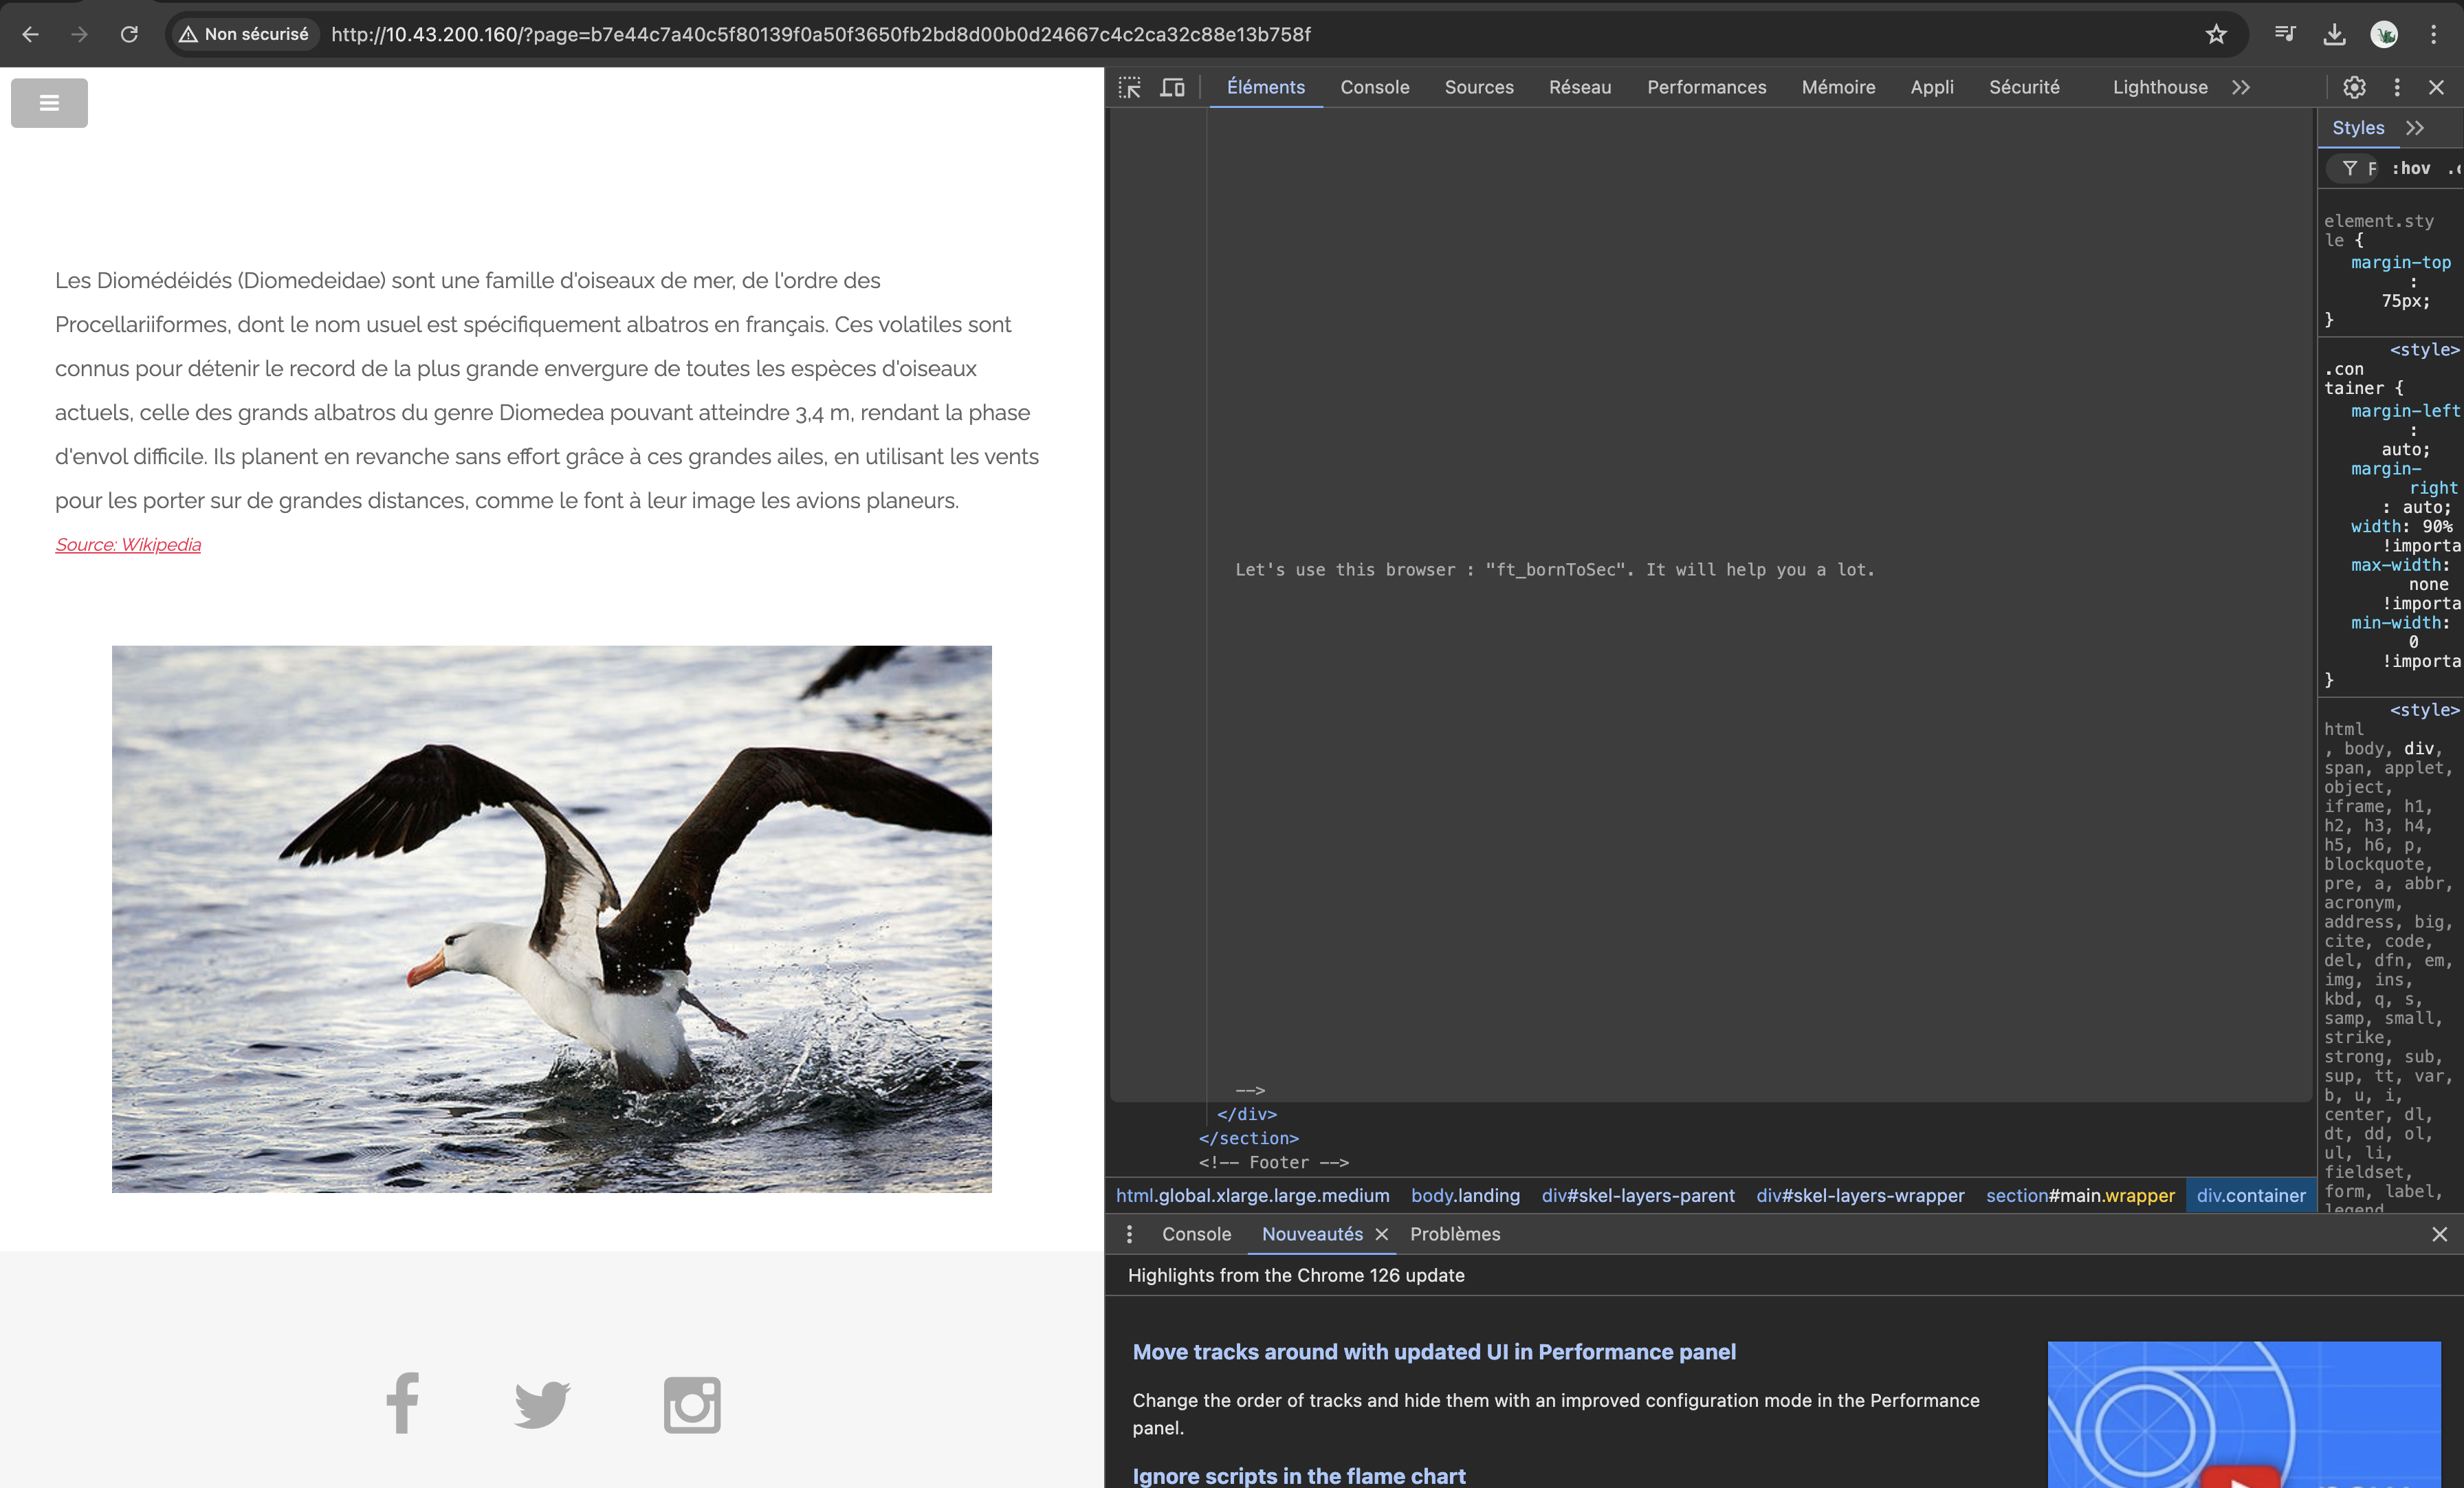 Non sécurisé
http://10.43.200.160/?page=b7e44c7a40c5f80139f0a50f3650fb2bd8d00b0d24667c4c2ca32c88e13b758f
Les Diomédéidés (Diomedeidae) sont une famille d'oiseaux de mer, de l'ordre des
Procellariiformes, dont le nom usuel est spécifiquement albatros en français. Ces volatiles sont
connus pour détenir le record de la plus grande envergure de toutes les espèces d'oiseaux
actuels, celle des grands albatros du genre Diomedea pouvant atteindre 3,4 m, rendant la phase
d'envol difficile. Ils planent en revanche sans effort grâce à ces grandes ailes, en utilisant les vents
pour les porter sur de grandes distances, comme le font à leur image les avions planeurs.
Source: Wikipedia
Éléments
Console
Sources
Réseau
Performances
Mémoire
Appli
Sécurité
Lighthouse
Let's use this browser : "ft_bornToSec". It will help you a lot.
-->
</div>
</section>
<!-- Footer -->
html.global.xlarge.large.medium
body.landing
div#skel-layers-parent
div#skel-layers-wrapper
section#main.wrapper
div.container
Styles
F
:hov
element.sty
le {
margin-top
:
75px;
}
<style>
.con
tainer {
margin-left
:
auto;
margin-
right
: auto;
width: 90%
!importa
max-width:
none
!importa
min-width:
0
!importa
}
<style>
html
, body, div,
span, applet,
object,
iframe, h1,
h2, h3, h4,
h5, h6, p,
blockquote,
pre, a, abbr,
acronym,
address, big,
cite, code,
del, dfn, em,
img, ins,
kbd, q, s,
samp, small,
strike,
strong, sub,
sup, tt, var,
b, u, i,
center, dl,
dt, dd, ol,
ul, li,
fieldset,
form, label,
legend
Console
Nouveautés
Problèmes
Highlights from the Chrome 126 update
Move tracks around with updated UI in Performance panel
Change the order of tracks and hide them with an improved configuration mode in the Performance
panel.
Ignore scripts in the flame chart